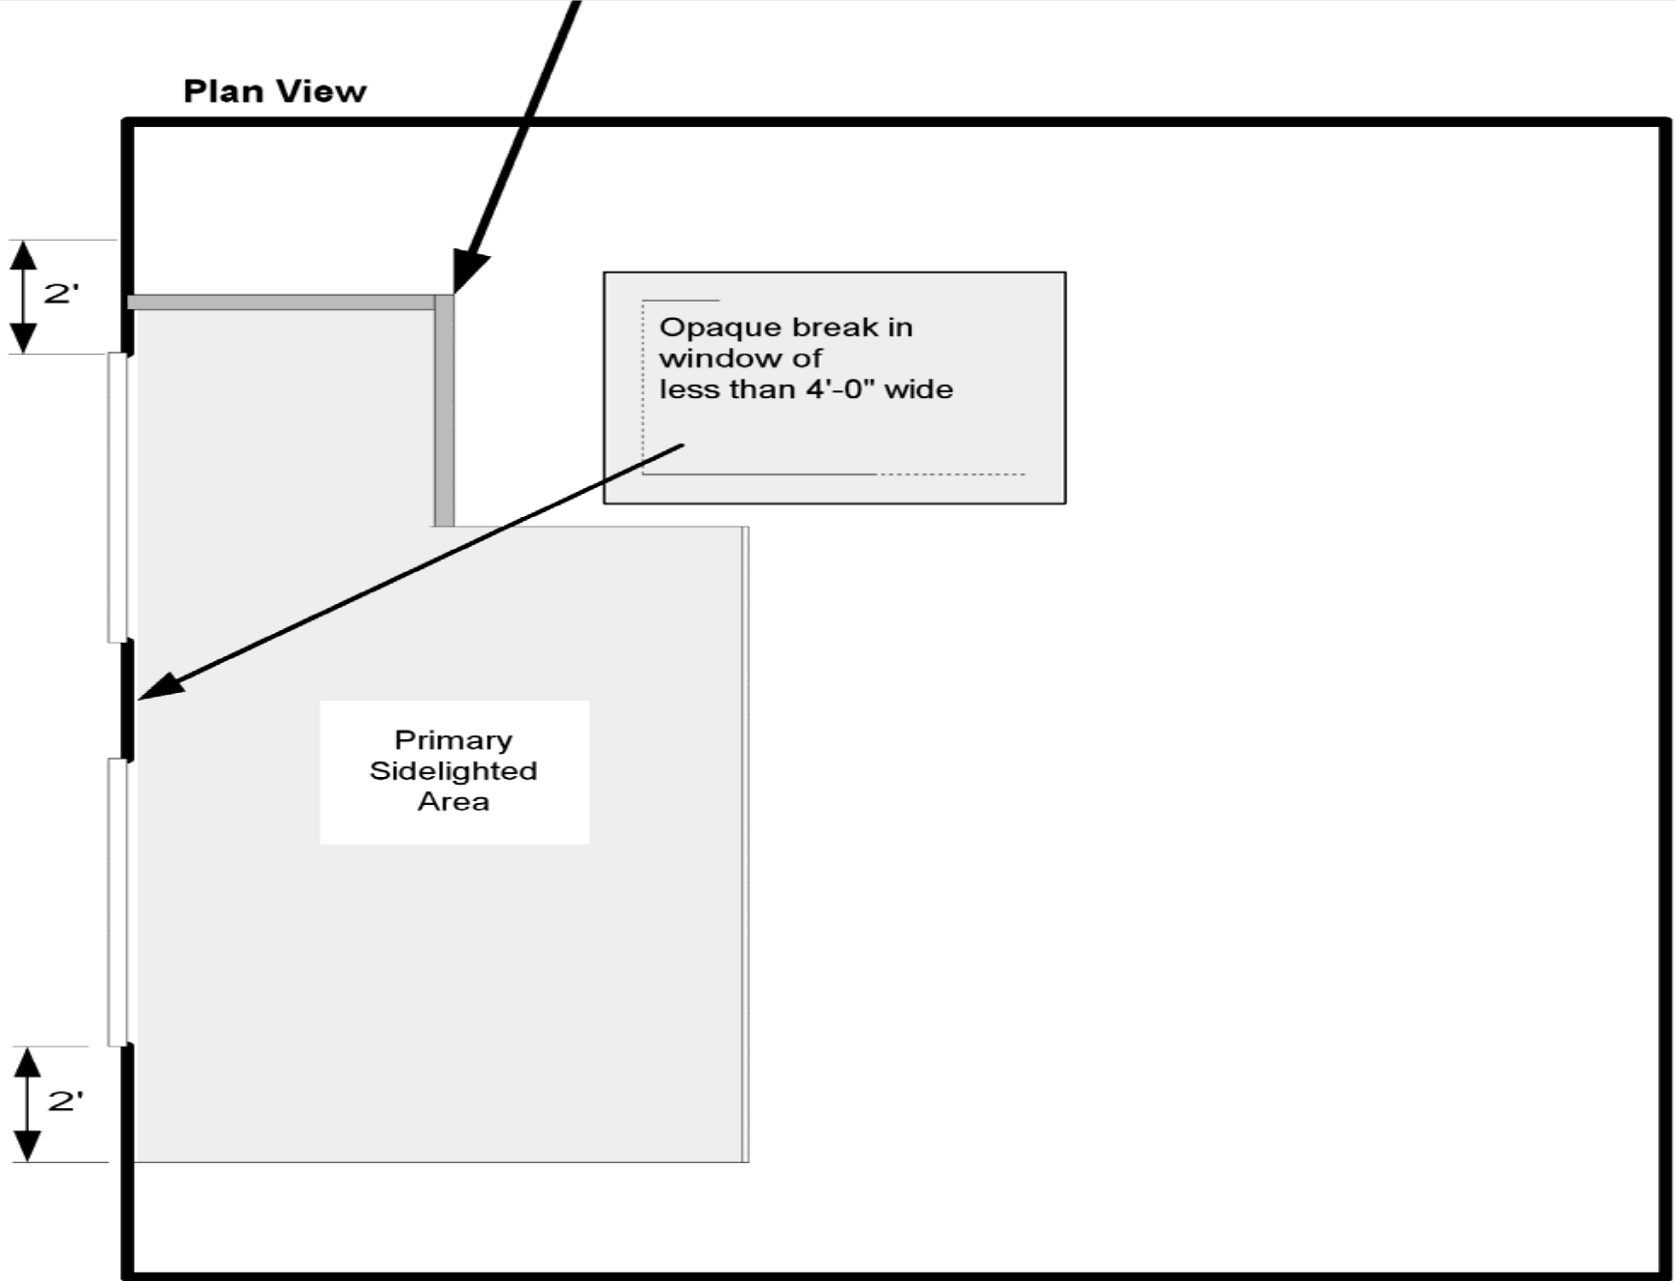 Plan View
2'
Opaque break in
window of
less than 4'-0" wide
Primary
Sidelighted
Area
2'